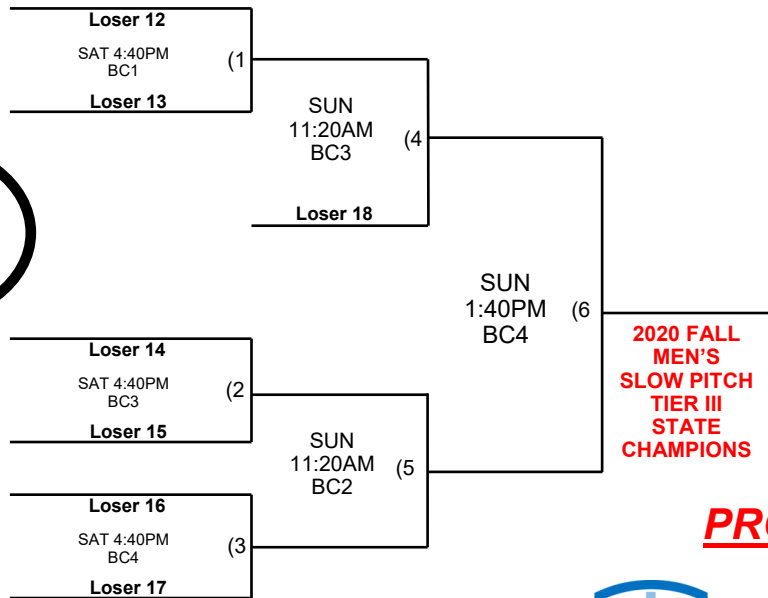 Loser 12
SAT 4:40PM
BC1
(1
Loser 13
SUN
11:20AM
BC3
(4
Loser 18
SUN
1:40PM
BC4
(6
2020 FALL
MEN'S
SLOW PITCH
TIER III
STATE
CHAMPIONS
Loser 14
SAT 4:40PM
BC3
(2
Loser 15
SUN
11:20AM
BC2
(5
Loser 16
SAT 4:40PM
BC4
(3
Loser 17